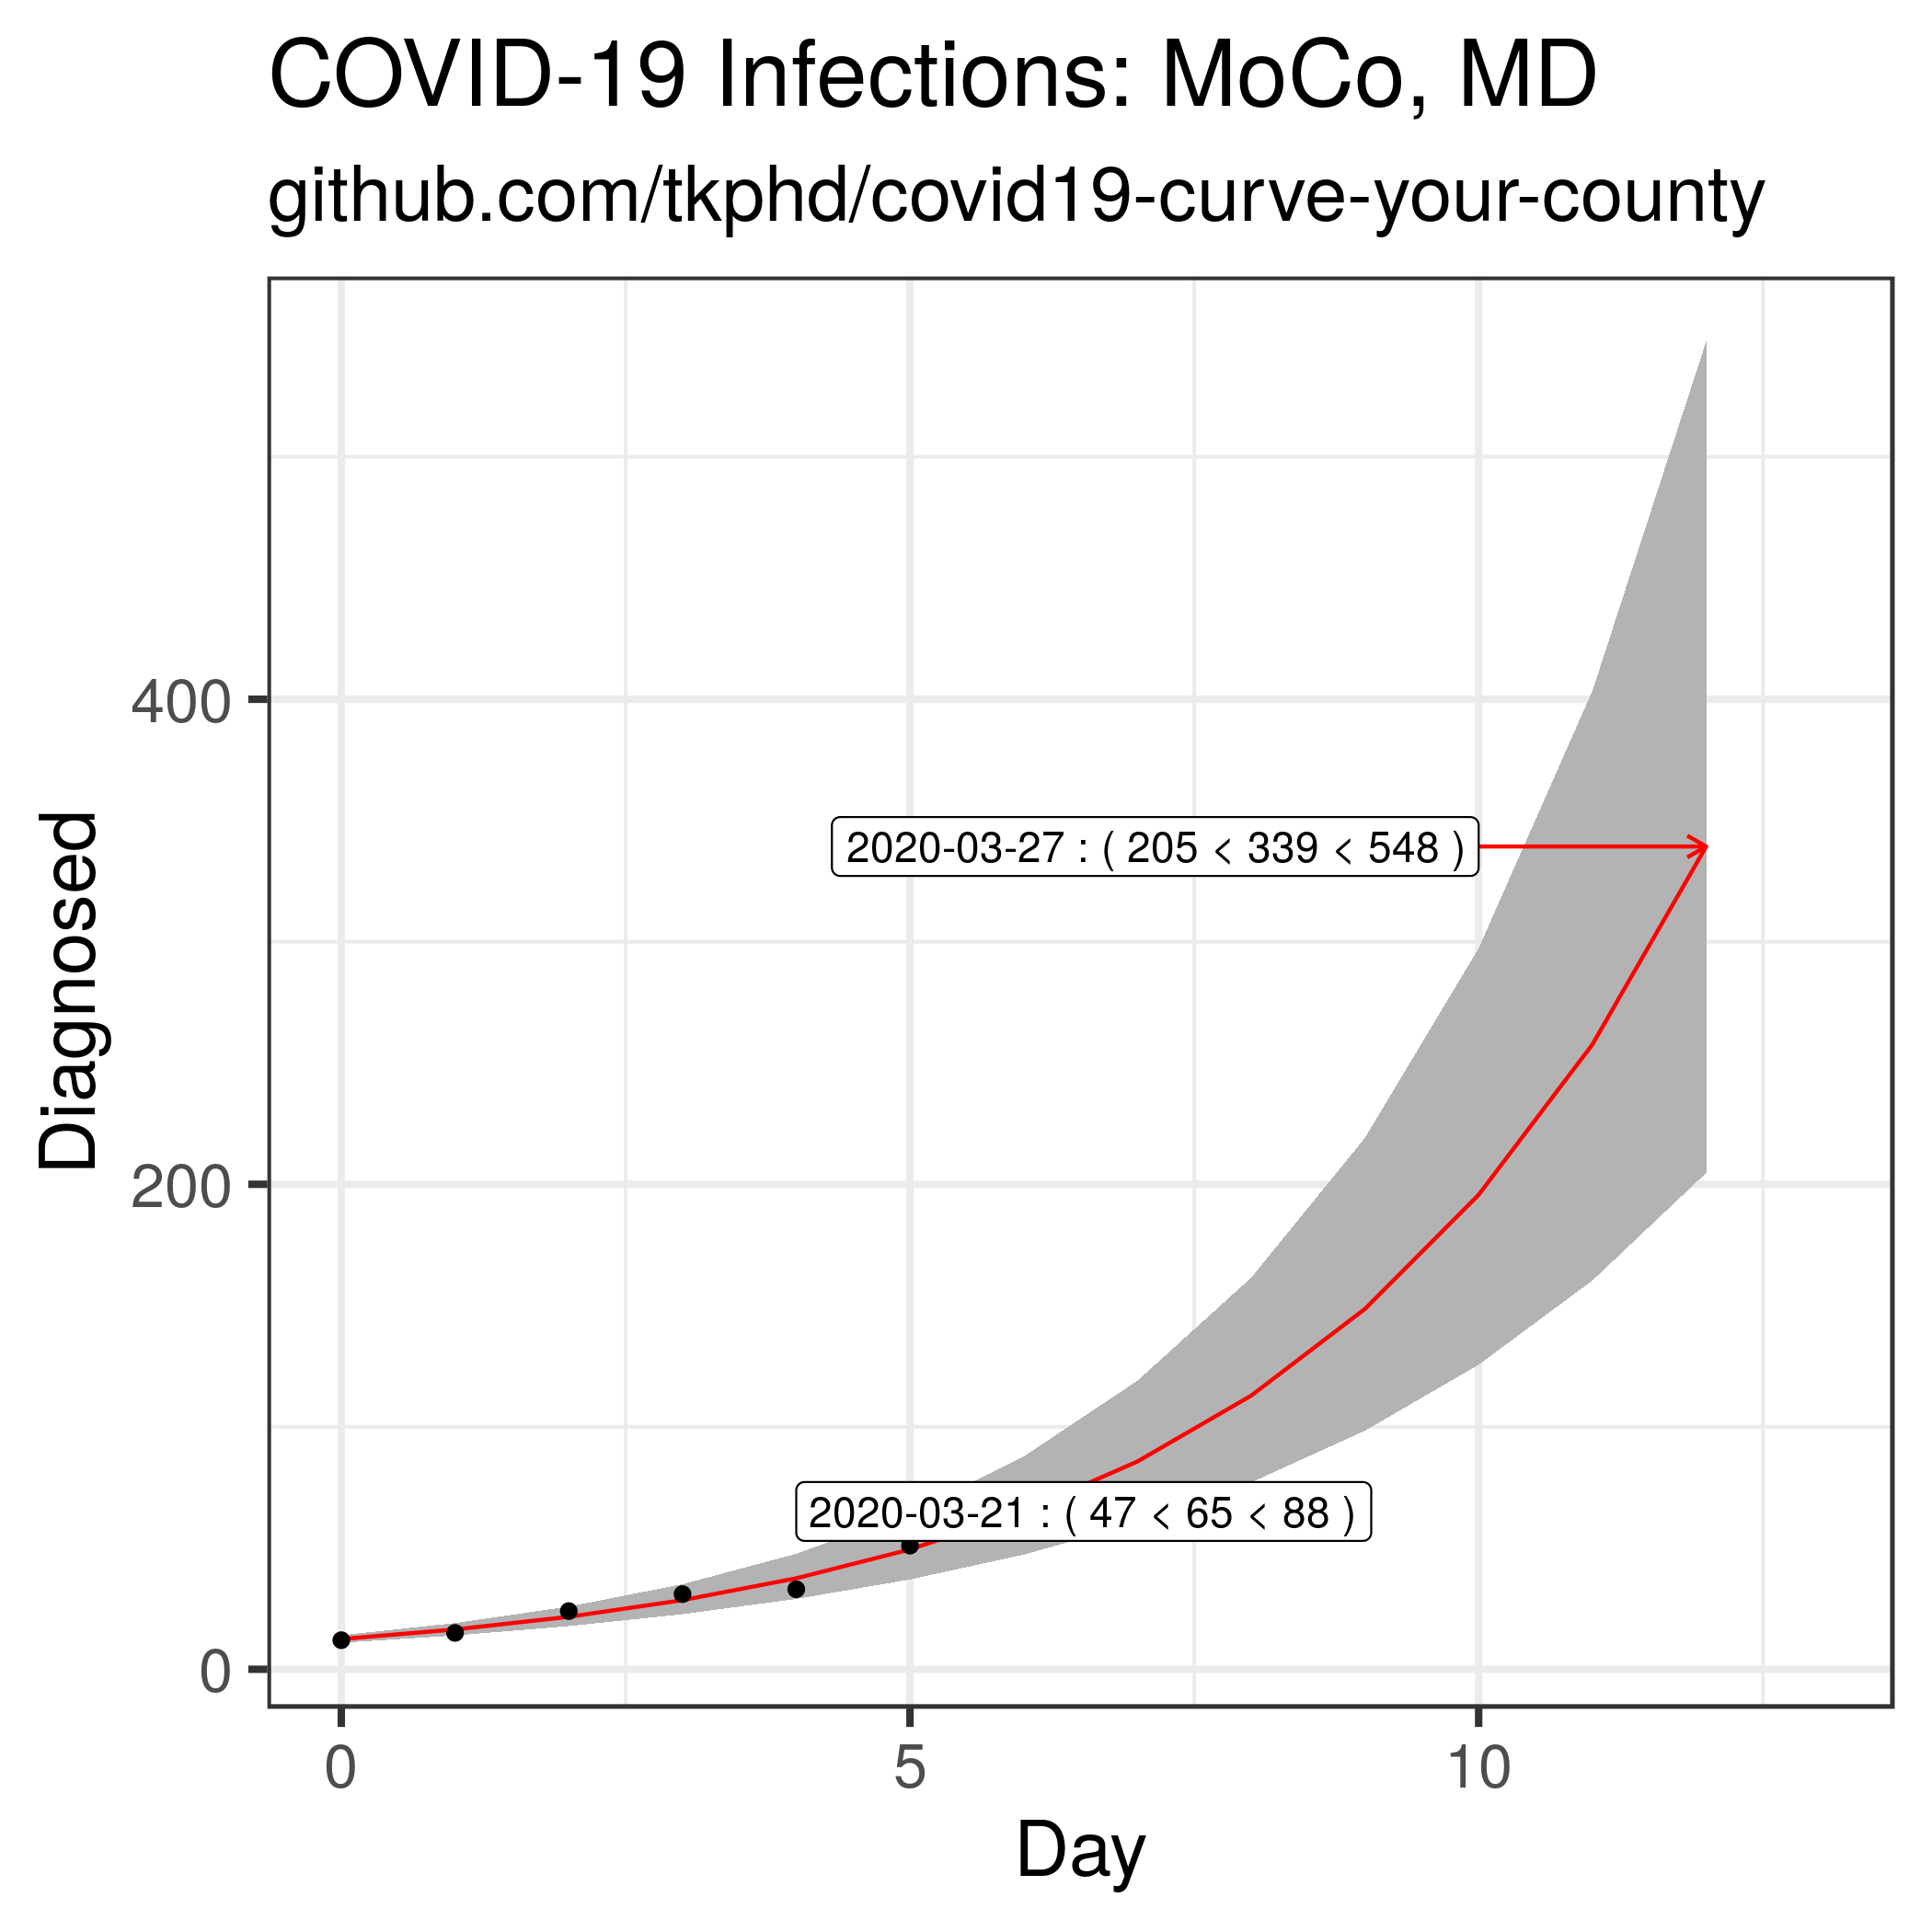 COVID-19 Infections: MoCo, MD
github.com/tkphd/covid19-curve-your-county
Diagnosed
400
200
0
2020-03-27 : ( 205 < 339 < 548 )
2020-03-21 : ( 47 < 65 < 88 )
0
5
10
Day